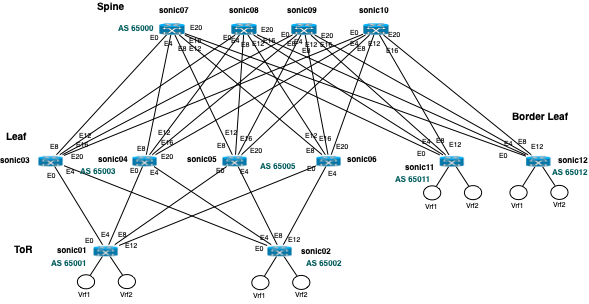 Spine
sonic07 sonic08 sonic09 sonic10
AS 65000
E20 E20 E20 E20
E0 E4 E8 E12 E16
E0 E4 E8 E12 E16
E0 E4 E8 E12 E16
E0 E4 E8 E12 E16
Border Leaf
Leaf
E8 E12 E16 E20
E8 E12 E16 E20
E8 E12 E16 E20
E8 E12 E16 E20
E0 E4 E8 E12
E0 E4 E8 E12
sonic03 sonic04 sonic05 sonic06 sonic11 sonic12
AS 65003 AS 65005 AS 65011 AS 65012
E0 E4 E0 E4 E0 E4 E0 E4
Vrf1 Vrf2 Vrf1 Vrf2
ToR
E0 E4 E8 E12
E0 E4 E8 E12
sonic01 sonic02
AS 65001 AS 65002
Vrf1 Vrf2 Vrf1 Vrf2